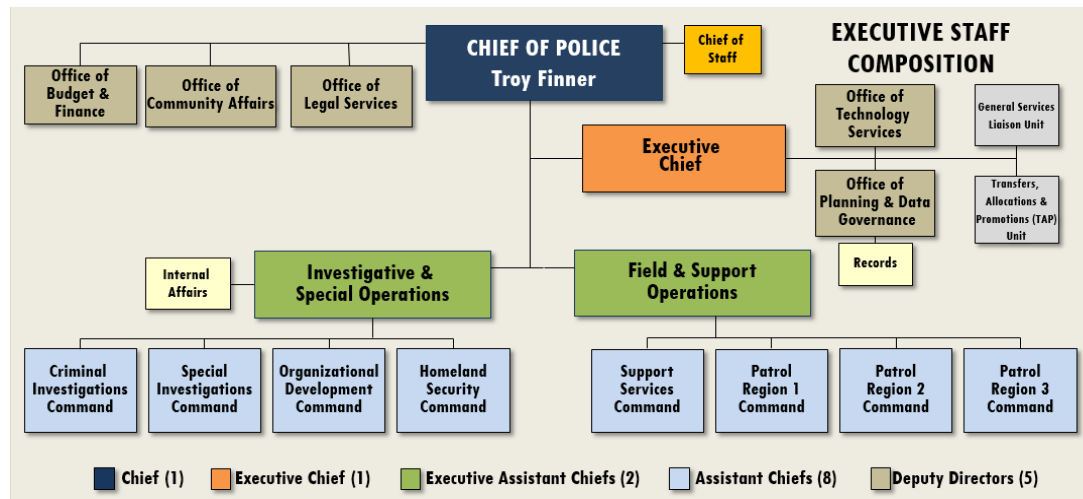 CHIEF OF POLICE
Troy Finner
Chief of
Staff
EXECUTIVE STAFF
COMPOSITION
Office of
Budget &
Finance
Office of
Community Affairs
Office of
Legal Services
Office of
Technology
Services
General Services
Liaison Unit
Executive
Chief
Office of
Planning & Data
Governance
Transfers,
Allocations &
Promotions (TAP)
Unit
Records
Internal
Affairs
Investigative &
Special Operations
Field & Support
Operations
Criminal
Investigations
Command
Special
Investigations
Command
Organizational
Development
Command
Homeland
Security
Command
Support
Services
Command
Patrol
Region 1
Command
Patrol
Region 2
Command
Patrol
Region 3
Command
Chief (1)
Executive Chief (1)
Executive Assistant Chiefs (2)
Assistant Chiefs (8)
Deputy Directors (5)